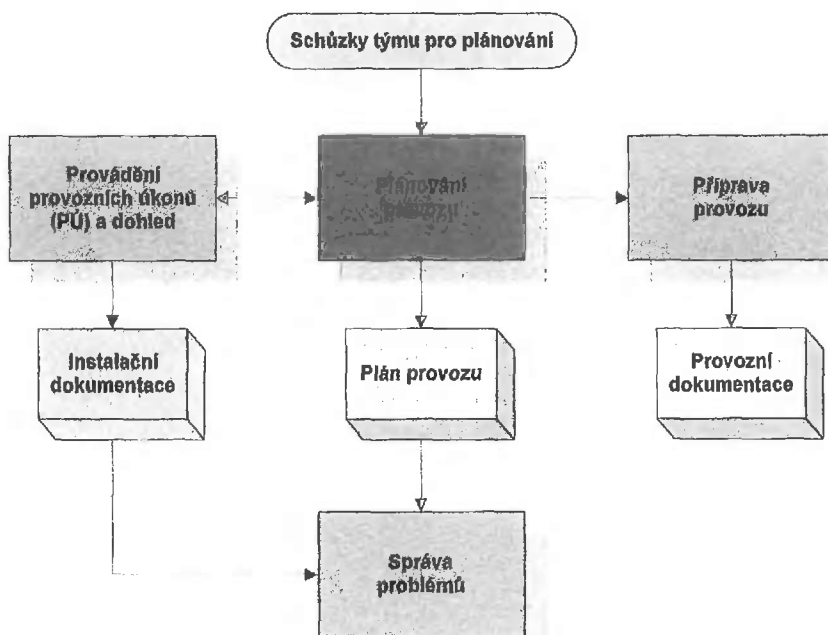 Schůzky týmu pro plánování
Provádění
provozních úkonů
(PÚ) a dohled
Plánování
provozu
Příprava
provozu
Instalační
dokumentace
Plán provozu
Provozní
dokumentace
Správa
problémů